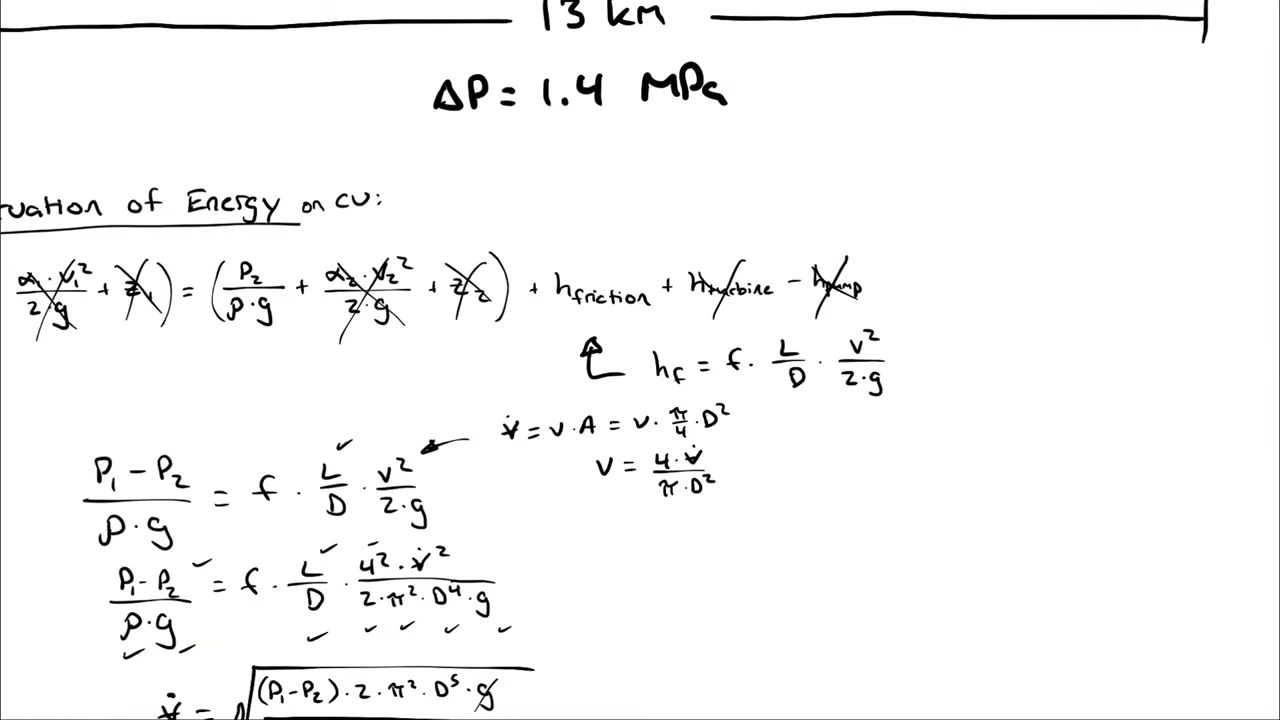 13 km
ΔP = 1.4 MPa
uation of Energy on CV:
α₁·V₁²/2·g + z₁) = (P₂/ρ·g + α₂·V₂²/2·g + z₂) + hfriction + hturbine − hpump
hf = f · L/D · V²/2·g
V̇ = V·A = V·π/4·D²
V = 4·V̇/π·D²
P₁−P₂/ρ·g = f · L/D · V²/2·g
P₁−P₂/ρ·g = f · L/D · 4²·V̇²/2·π²·D⁴·g
V̇ = √(P₁−P₂)·2·π²·D⁵·g